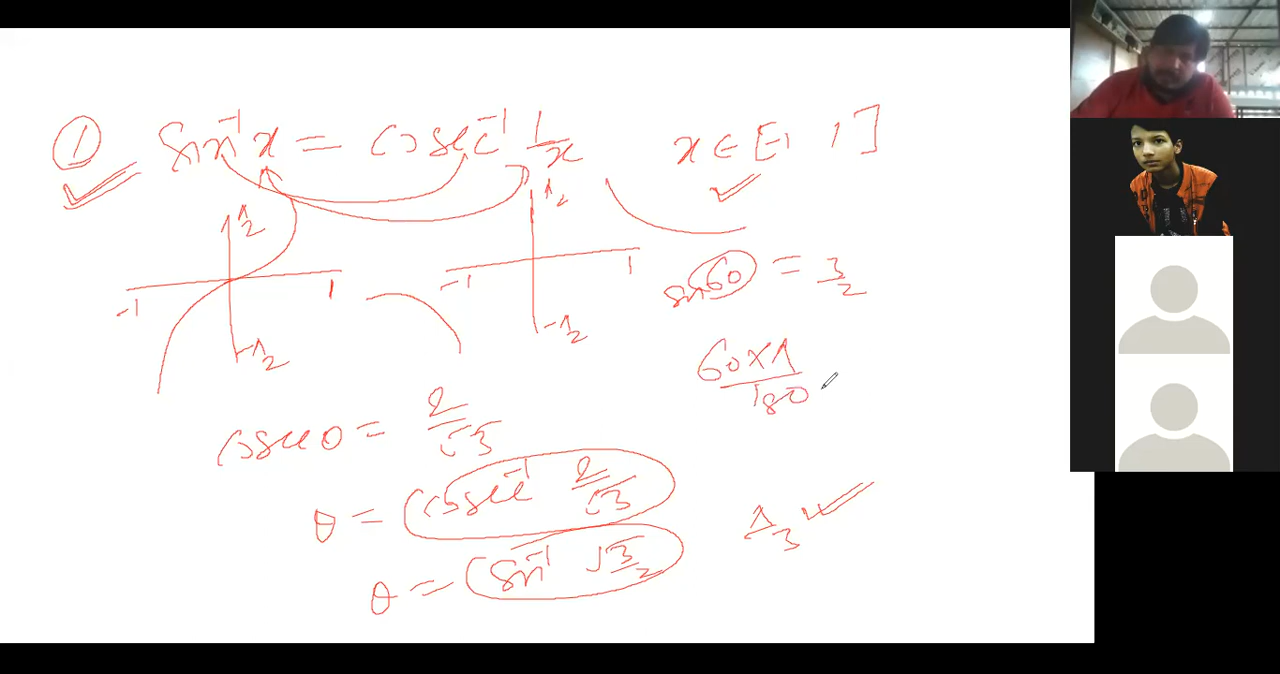 ① sin⁻¹x = cosec⁻¹ 1/x x ∈ [-1, 1]
π/2 π/2
-1 1 -1 1
-π/2 -π/2
sin60 = 3/2
60×π/180
cosecθ = 2/√3
θ = cosec⁻¹ 2/√3
π/3
θ = sin⁻¹ √3/2